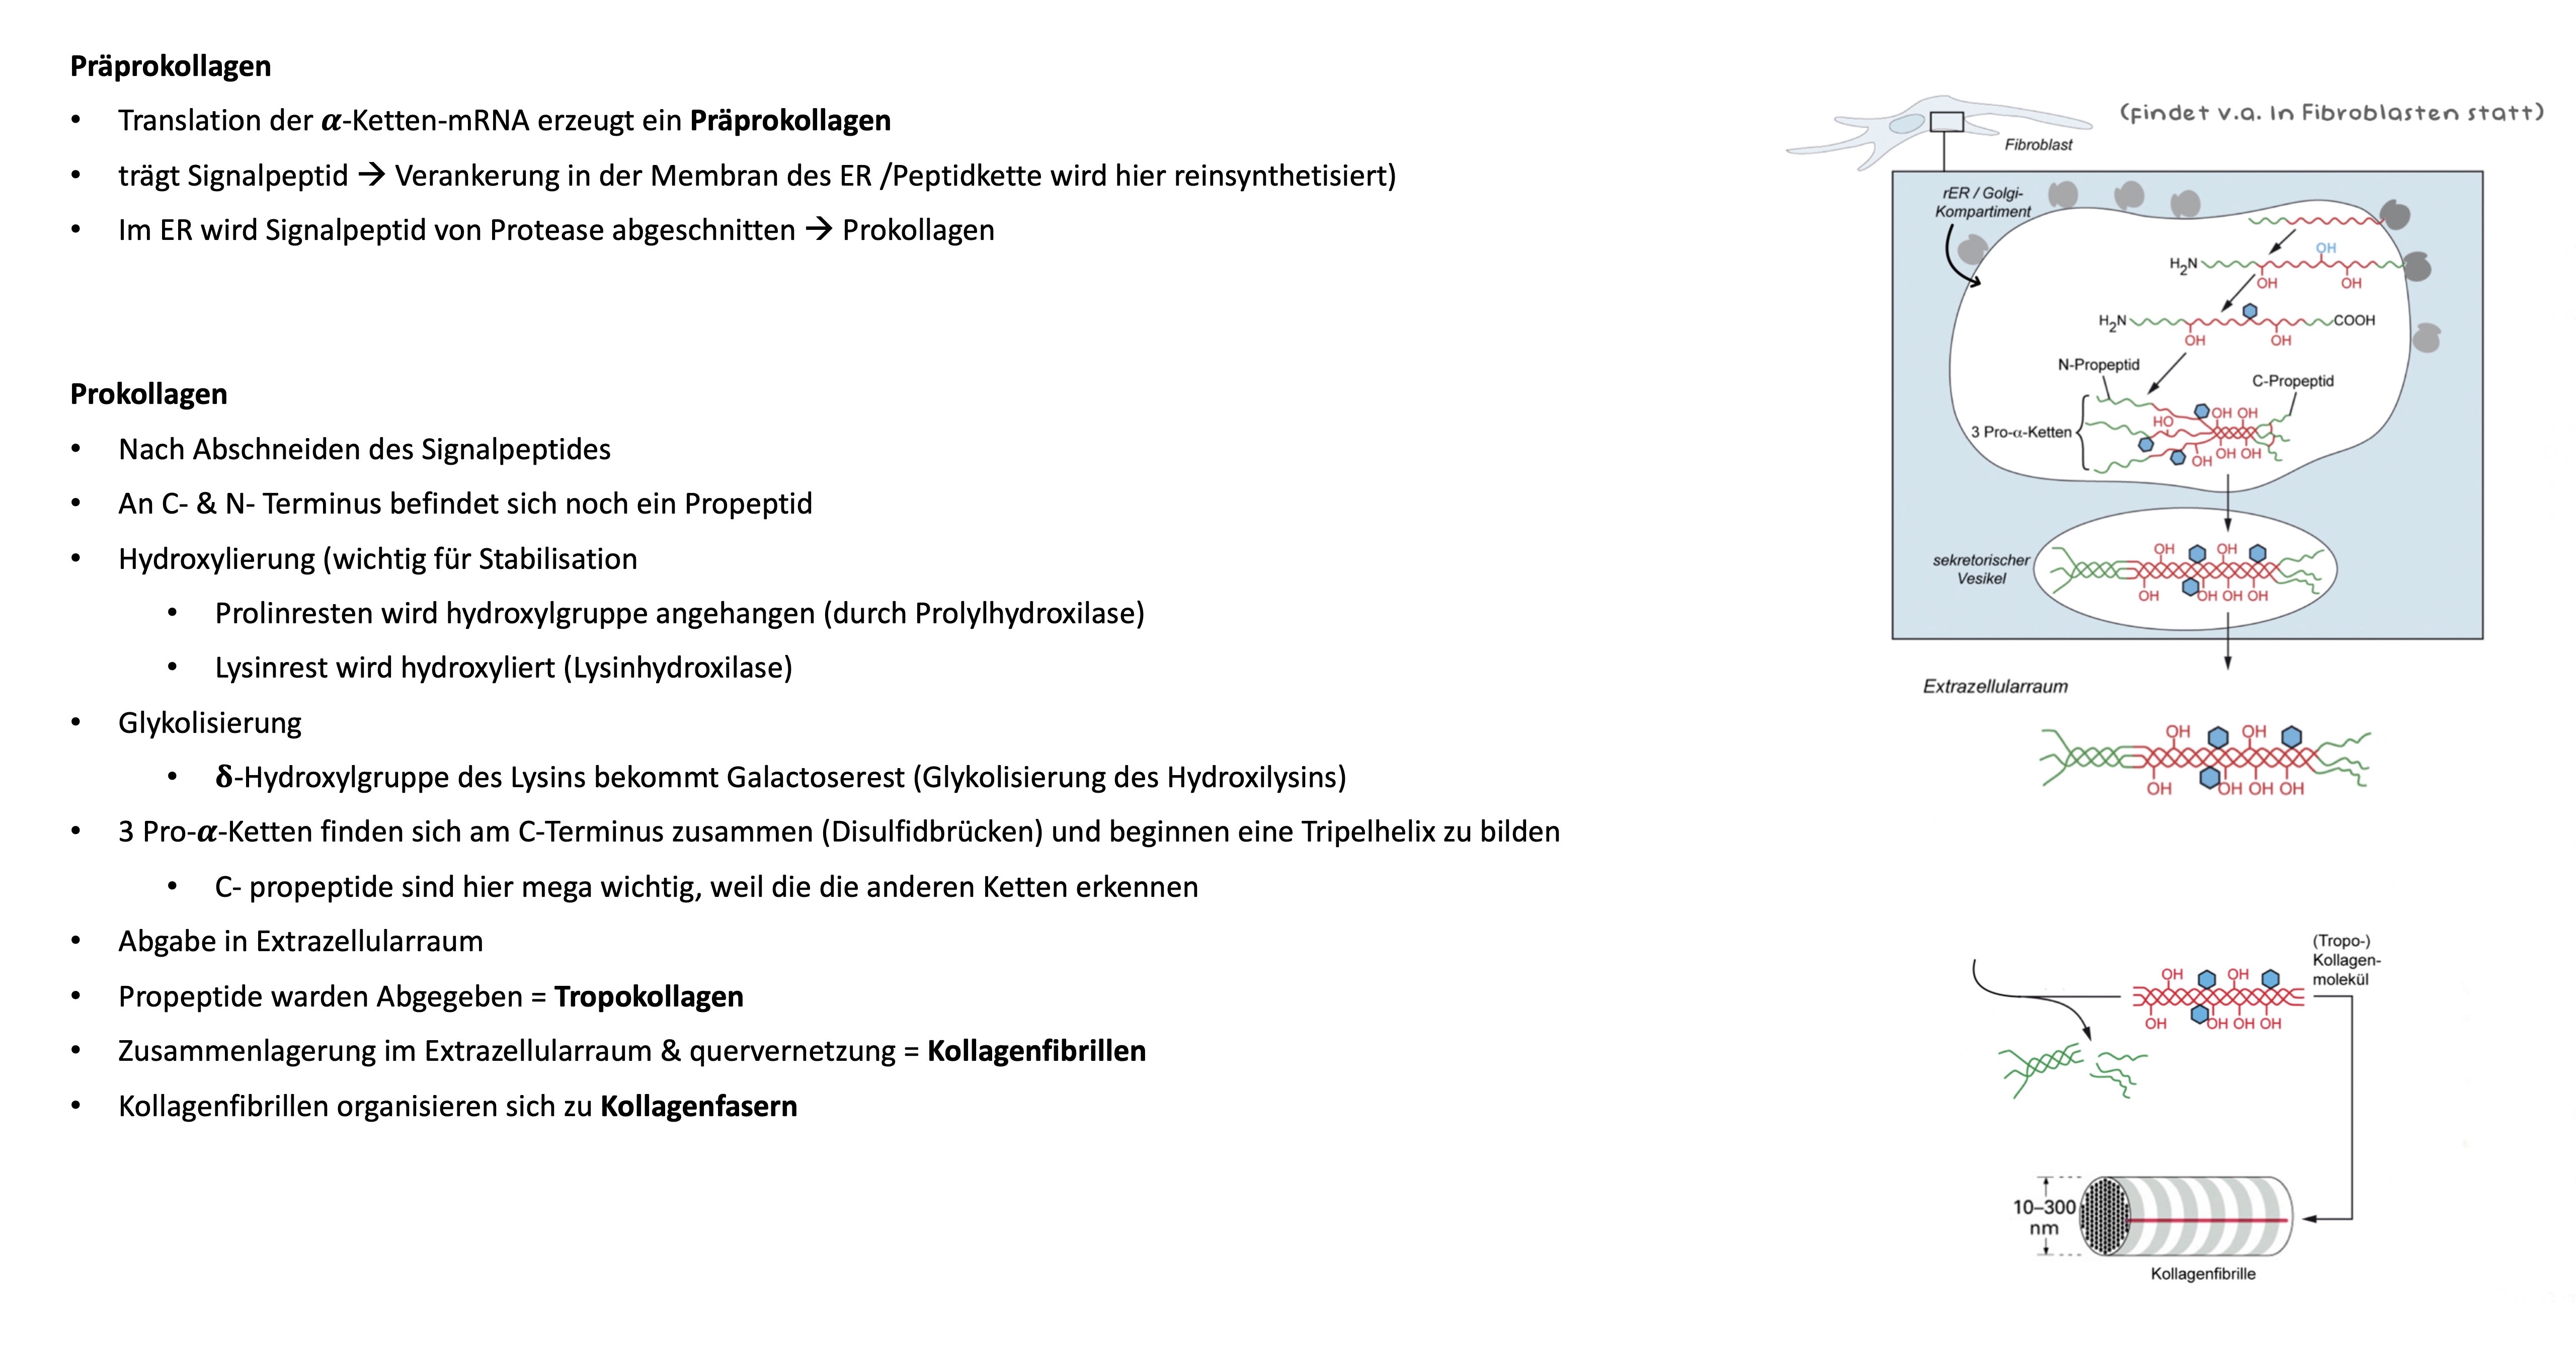 Präprokollagen
• Translation der α-Ketten-mRNA erzeugt ein Präprokollagen
• trägt Signalpeptid → Verankerung in der Membran des ER /Peptidkette wird hier reinsynthetisiert)
• Im ER wird Signalpeptid von Protease abgeschnitten → Prokollagen
Prokollagen
• Nach Abschneiden des Signalpeptides
• An C- & N- Terminus befindet sich noch ein Propeptid
• Hydroxylierung (wichtig für Stabilisation
• Prolinresten wird hydroxylgruppe angehangen (durch Prolylhydroxilase)
• Lysinrest wird hydroxyliert (Lysinhydroxilase)
• Glykolisierung
• δ-Hydroxylgruppe des Lysins bekommt Galactoserest (Glykolisierung des Hydroxilysins)
• 3 Pro-α-Ketten finden sich am C-Terminus zusammen (Disulfidbrücken) und beginnen eine Tripelhelix zu bilden
• C- propeptide sind hier mega wichtig, weil die die anderen Ketten erkennen
• Abgabe in Extrazellularraum
• Propeptide warden Abgegeben = Tropokollagen
• Zusammenlagerung im Extrazellularraum & quervernetzung = Kollagenfibrillen
• Kollagenfibrillen organisieren sich zu Kollagenfasern
(findet v.a. In Fibroblasten statt)
Fibroblast
rER / Golgi-
Kompartiment
OH
H₂N
OH OH
H₂N COOH
OH OH
N-Propeptid
C-Propeptid
OH OH
HO
3 Pro-α-Ketten
OH OH OH
OH OH
sekretorischer
Vesikel
OH OH OH OH
Extrazellularraum
OH OH
OH OH OH OH
(Tropo-)
Kollagen-
molekül
OH OH
OH OH OH OH
10–300
nm
Kollagenfibrille